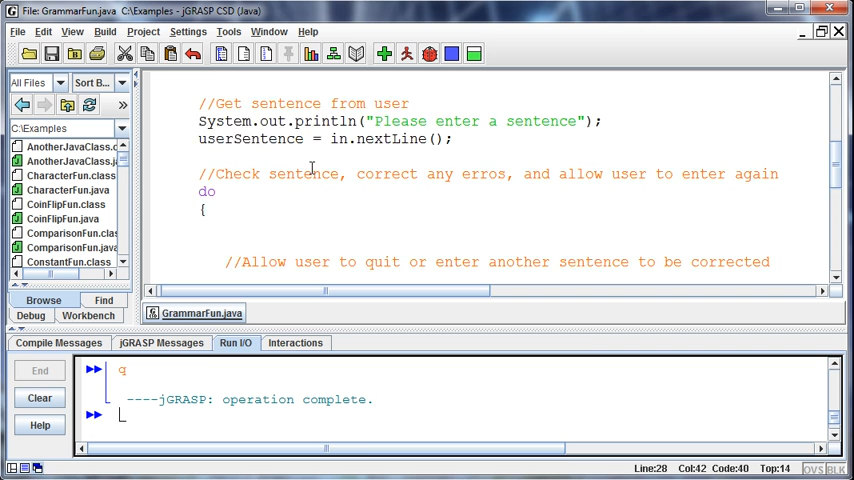 File: GrammarFun.java  C:\Examples - jGRASP CSD (Java)
File Edit View Build Project Settings Tools Window Help
All Files Sort B...
C:\Examples
AnotherJavaClass.c
AnotherJavaClass.ja
CharacterFun.class
CharacterFun.java
CoinFlipFun.class
CoinFlipFun.java
ComparisonFun.class
ComparisonFun.java
ConstantFun.class
Browse Find
Debug Workbench
//Get sentence from user
System.out.println("Please enter a sentence");
userSentence = in.nextLine();
//Check sentence, correct any erros, and allow user to enter again
do
{
//Allow user to quit or enter another sentence to be corrected
GrammarFun.java
Compile Messages jGRASP Messages Run I/O Interactions
End
Clear
Help
q
----jGRASP: operation complete.
Line:28 Col:42 Code:40 Top:14 OVS BLK